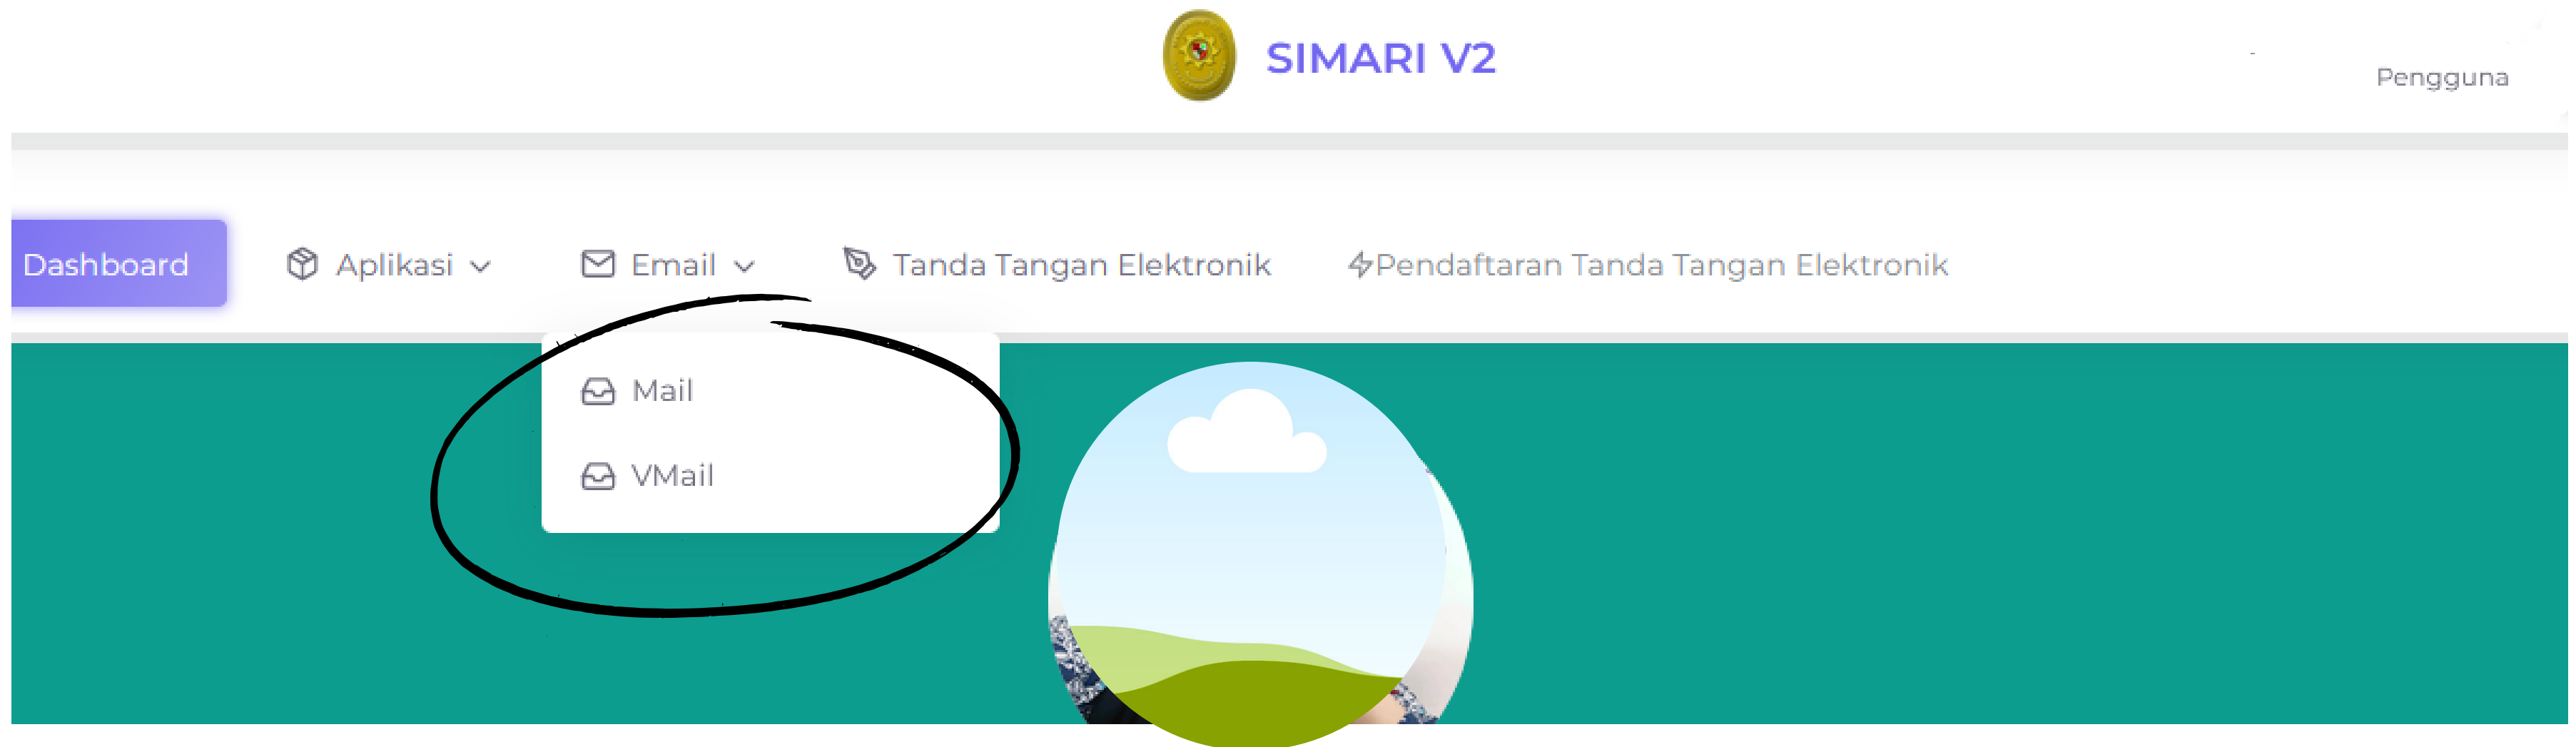 SIMARI V2
Pengguna
Dashboard
Aplikasi
Email
Tanda Tangan Elektronik
Pendaftaran Tanda Tangan Elektronik
Mail
VMail